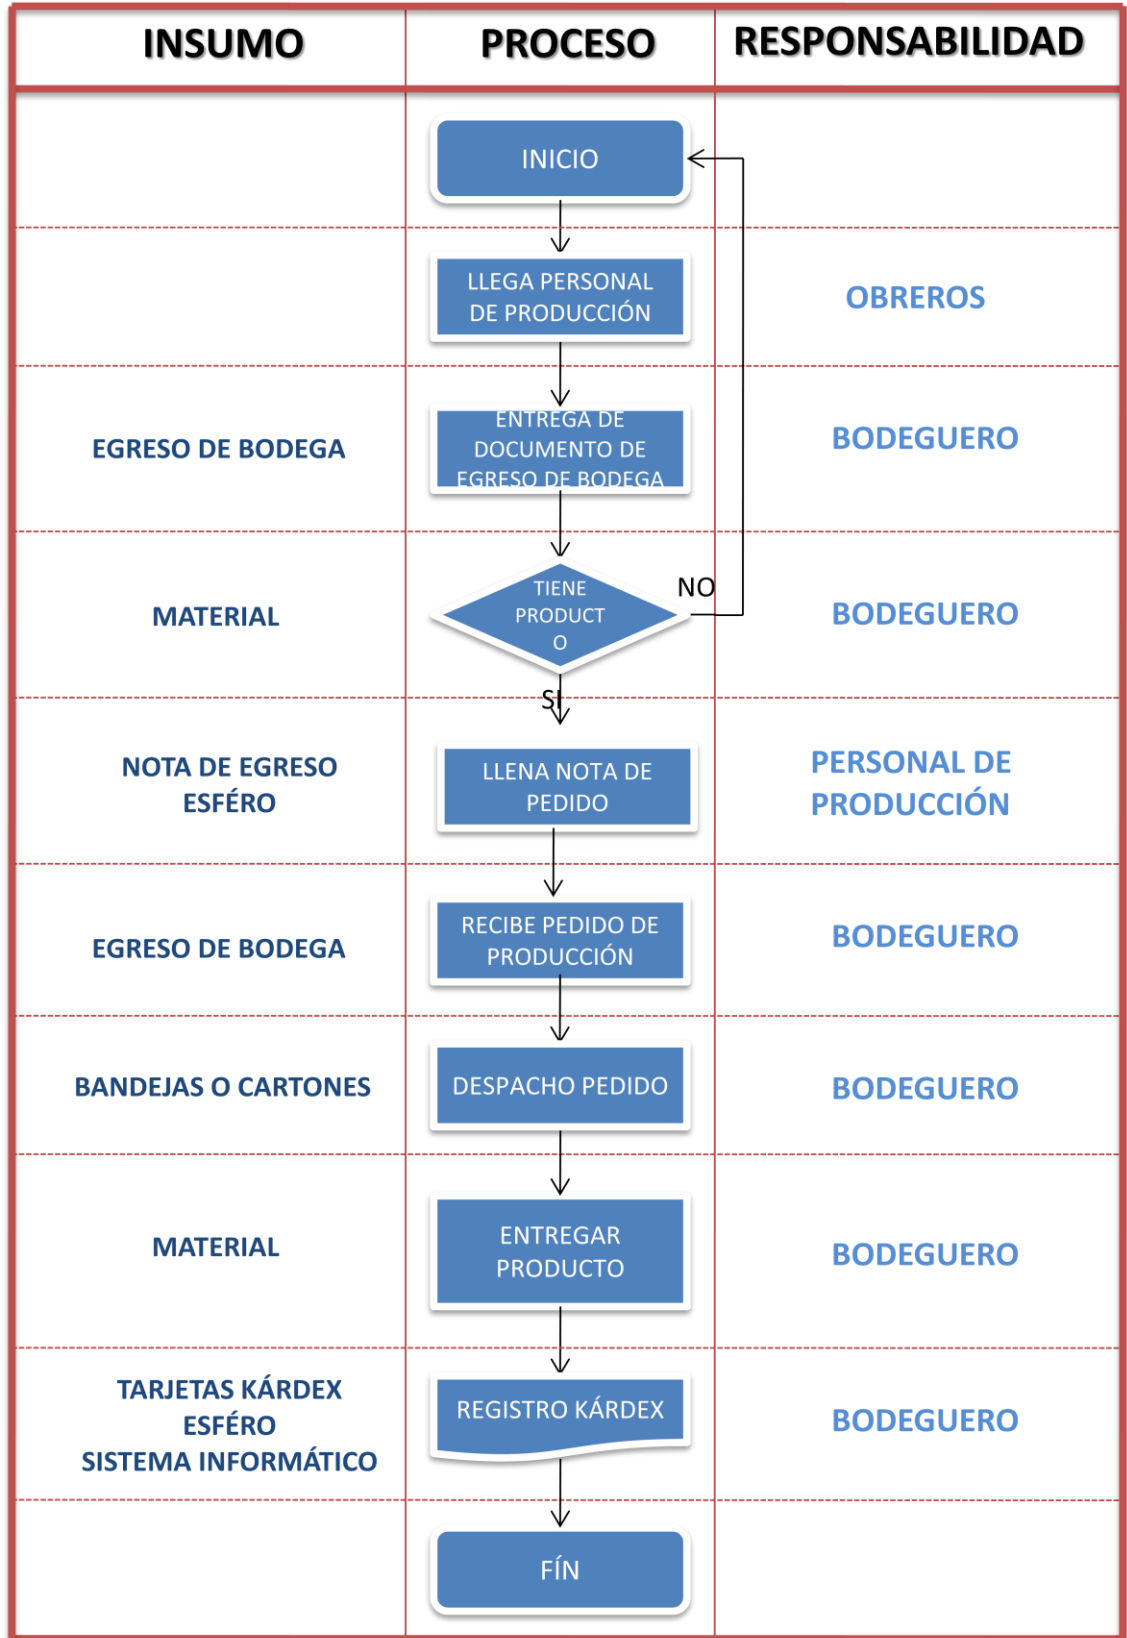 INSUMO
PROCESO
RESPONSABILIDAD
INICIO
LLEGA PERSONAL
DE PRODUCCIÓN
OBREROS
EGRESO DE BODEGA
ENTREGA DE
DOCUMENTO DE
EGRESO DE BODEGA
BODEGUERO
MATERIAL
TIENE
PRODUCT
O
NO
BODEGUERO
SI
NOTA DE EGRESO
ESFÉRO
LLENA NOTA DE
PEDIDO
PERSONAL DE
PRODUCCIÓN
EGRESO DE BODEGA
RECIBE PEDIDO DE
PRODUCCIÓN
BODEGUERO
BANDEJAS O CARTONES
DESPACHO PEDIDO
BODEGUERO
MATERIAL
ENTREGAR
PRODUCTO
BODEGUERO
TARJETAS KÁRDEX
ESFÉRO
SISTEMA INFORMÁTICO
REGISTRO KÁRDEX
BODEGUERO
FÍN